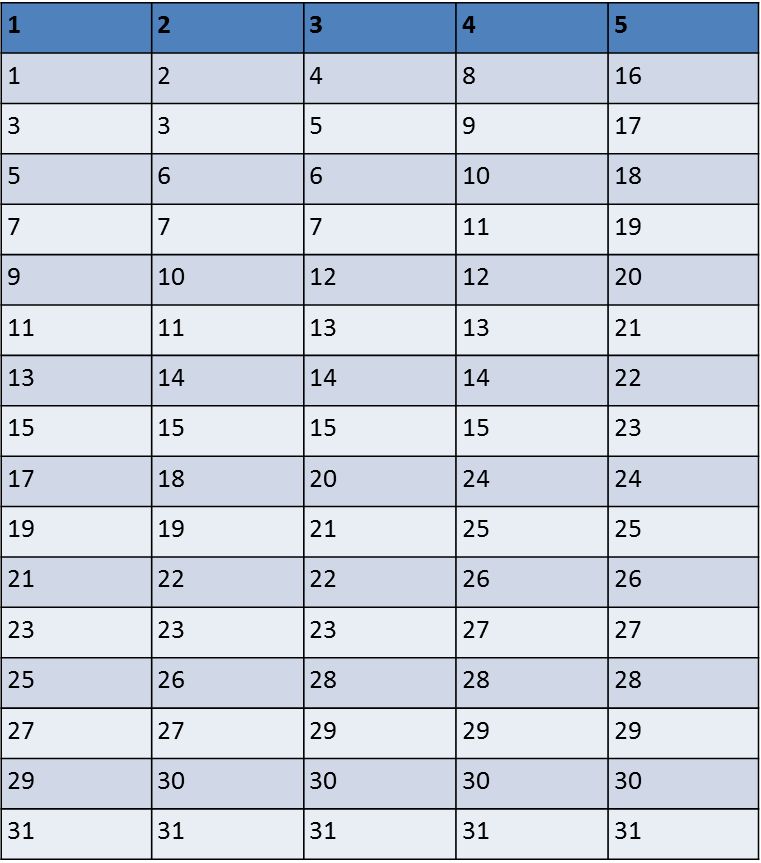 1 2 3 4 5
1 2 4 8 16
3 3 5 9 17
5 6 6 10 18
7 7 7 11 19
9 10 12 12 20
11 11 13 13 21
13 14 14 14 22
15 15 15 15 23
17 18 20 24 24
19 19 21 25 25
21 22 22 26 26
23 23 23 27 27
25 26 28 28 28
27 27 29 29 29
29 30 30 30 30
31 31 31 31 31